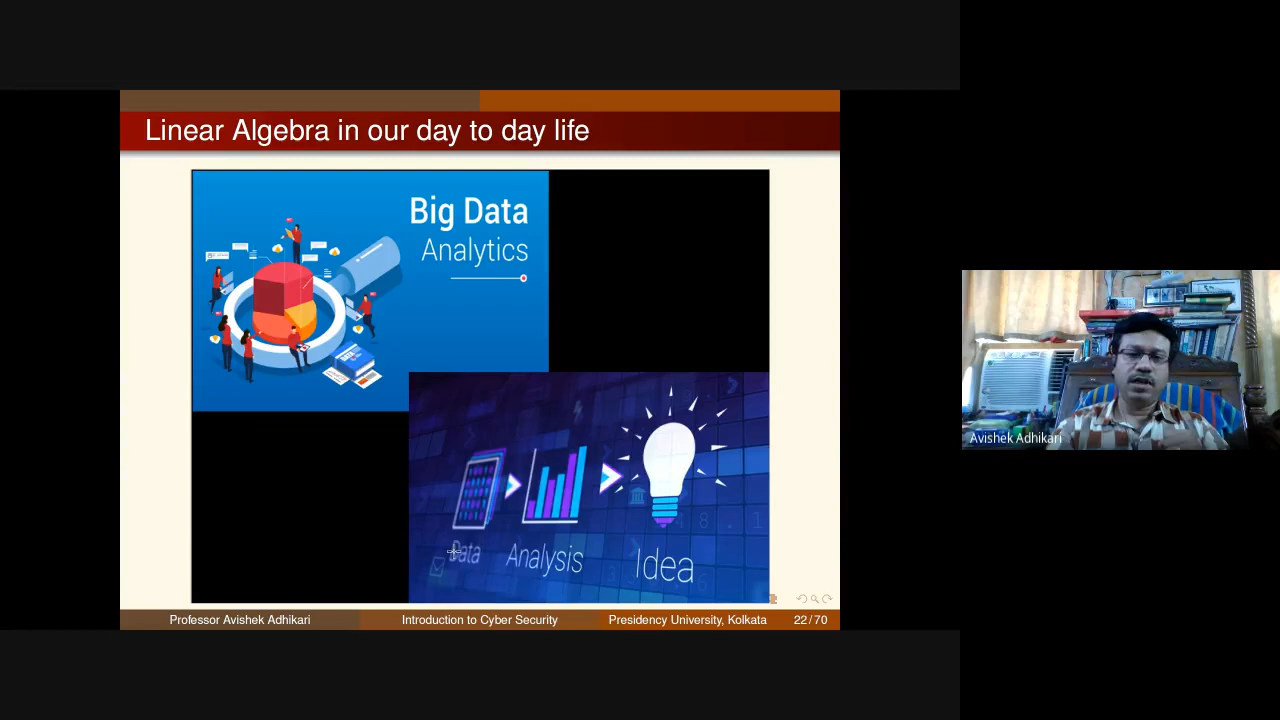 Linear Algebra in our day to day life
Big Data
Analytics
Data
Analysis
Idea
Professor Avishek Adhikari
Introduction to Cyber Security
Presidency University, Kolkata
22/70
Avishek Adhikari